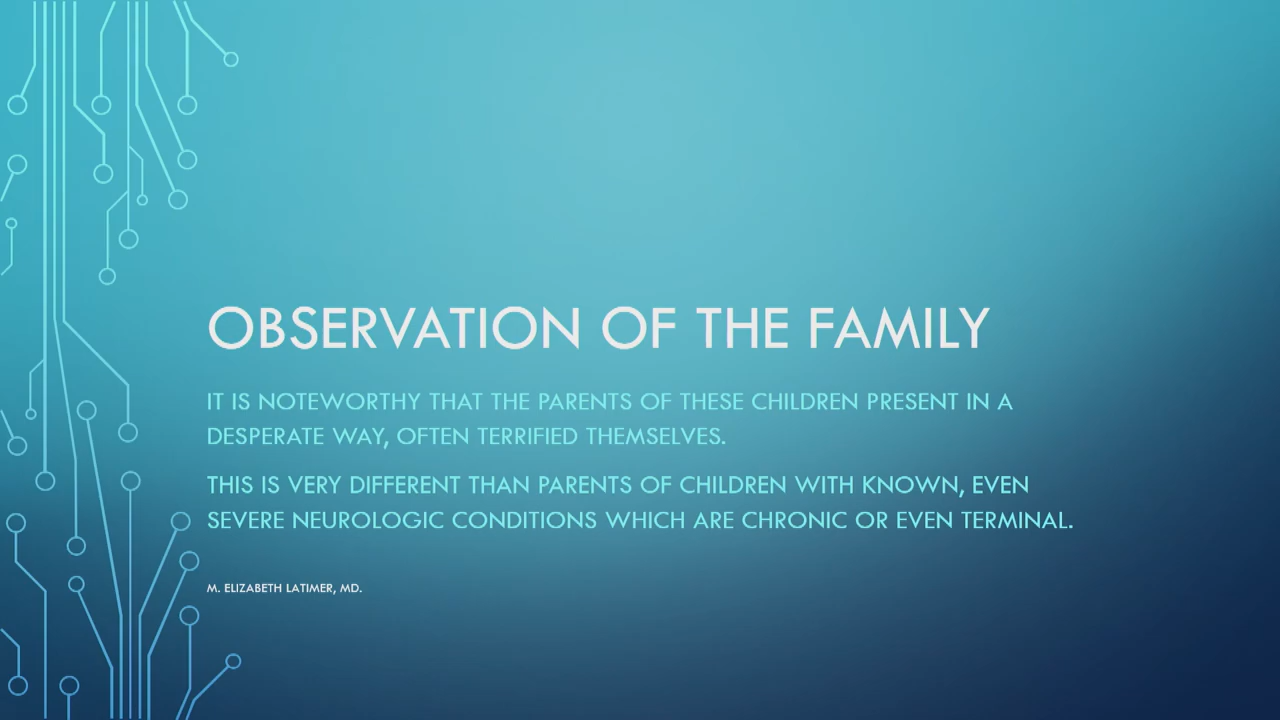 OBSERVATION OF THE FAMILY
IT IS NOTEWORTHY THAT THE PARENTS OF THESE CHILDREN PRESENT IN A
DESPERATE WAY, OFTEN TERRIFIED THEMSELVES.
THIS IS VERY DIFFERENT THAN PARENTS OF CHILDREN WITH KNOWN, EVEN
SEVERE NEUROLOGIC CONDITIONS WHICH ARE CHRONIC OR EVEN TERMINAL.
M. ELIZABETH LATIMER, MD.